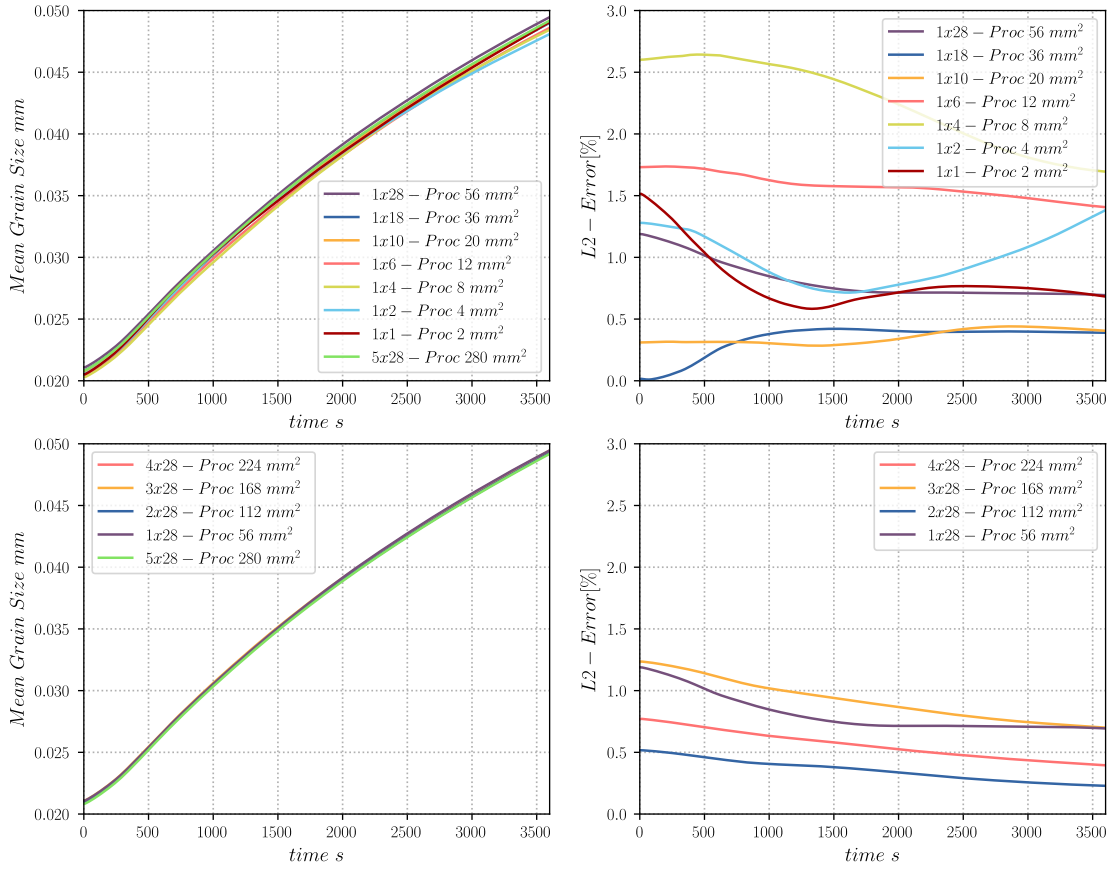 0.050
0.045
0.040
0.035
0.030
0.025
0.020
Mean Grain Size mm
1x28 − Proc 56 mm²
1x18 − Proc 36 mm²
1x10 − Proc 20 mm²
1x6 − Proc 12 mm²
1x4 − Proc 8 mm²
1x2 − Proc 4 mm²
1x1 − Proc 2 mm²
5x28 − Proc 280 mm²
0 500 1000 1500 2000 2500 3000 3500
time s
3.0
2.5
2.0
1.5
1.0
0.5
0.0
L2 − Error[%]
1x28 − Proc 56 mm²
1x18 − Proc 36 mm²
1x10 − Proc 20 mm²
1x6 − Proc 12 mm²
1x4 − Proc 8 mm²
1x2 − Proc 4 mm²
1x1 − Proc 2 mm²
0 500 1000 1500 2000 2500 3000 3500
time s
0.050
0.045
0.040
0.035
0.030
0.025
0.020
Mean Grain Size mm
4x28 − Proc 224 mm²
3x28 − Proc 168 mm²
2x28 − Proc 112 mm²
1x28 − Proc 56 mm²
5x28 − Proc 280 mm²
0 500 1000 1500 2000 2500 3000 3500
time s
3.0
2.5
2.0
1.5
1.0
0.5
0.0
L2 − Error[%]
4x28 − Proc 224 mm²
3x28 − Proc 168 mm²
2x28 − Proc 112 mm²
1x28 − Proc 56 mm²
0 500 1000 1500 2000 2500 3000 3500
time s